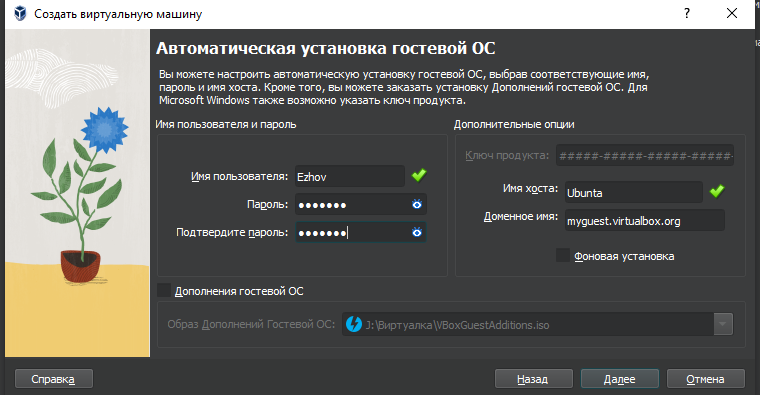 Создать виртуальную машину
?
Автоматическая установка гостевой ОС
Вы можете настроить автоматическую установку гостевой ОС, выбрав соответствующие имя,
пароль и имя хоста. Кроме того, вы можете заказать установку Дополнений гостевой ОС. Для
Microsoft Windows также возможно указать ключ продукта.
Имя пользователя и пароль
Имя пользователя: Ezhov
Пароль: ●●●●●●●
Подтвердите пароль: ●●●●●●●
Дополнительные опции
Ключ продукта: #####-#####-#####-#####-
Имя хоста: Ubunta
Доменное имя: myguest.virtualbox.org
Фоновая установка
Дополнения гостевой ОС
Образ Дополнений Гостевой ОС: J:\Виртуалка\VBoxGuestAdditions.iso
Справка
Назад
Далее
Отмена